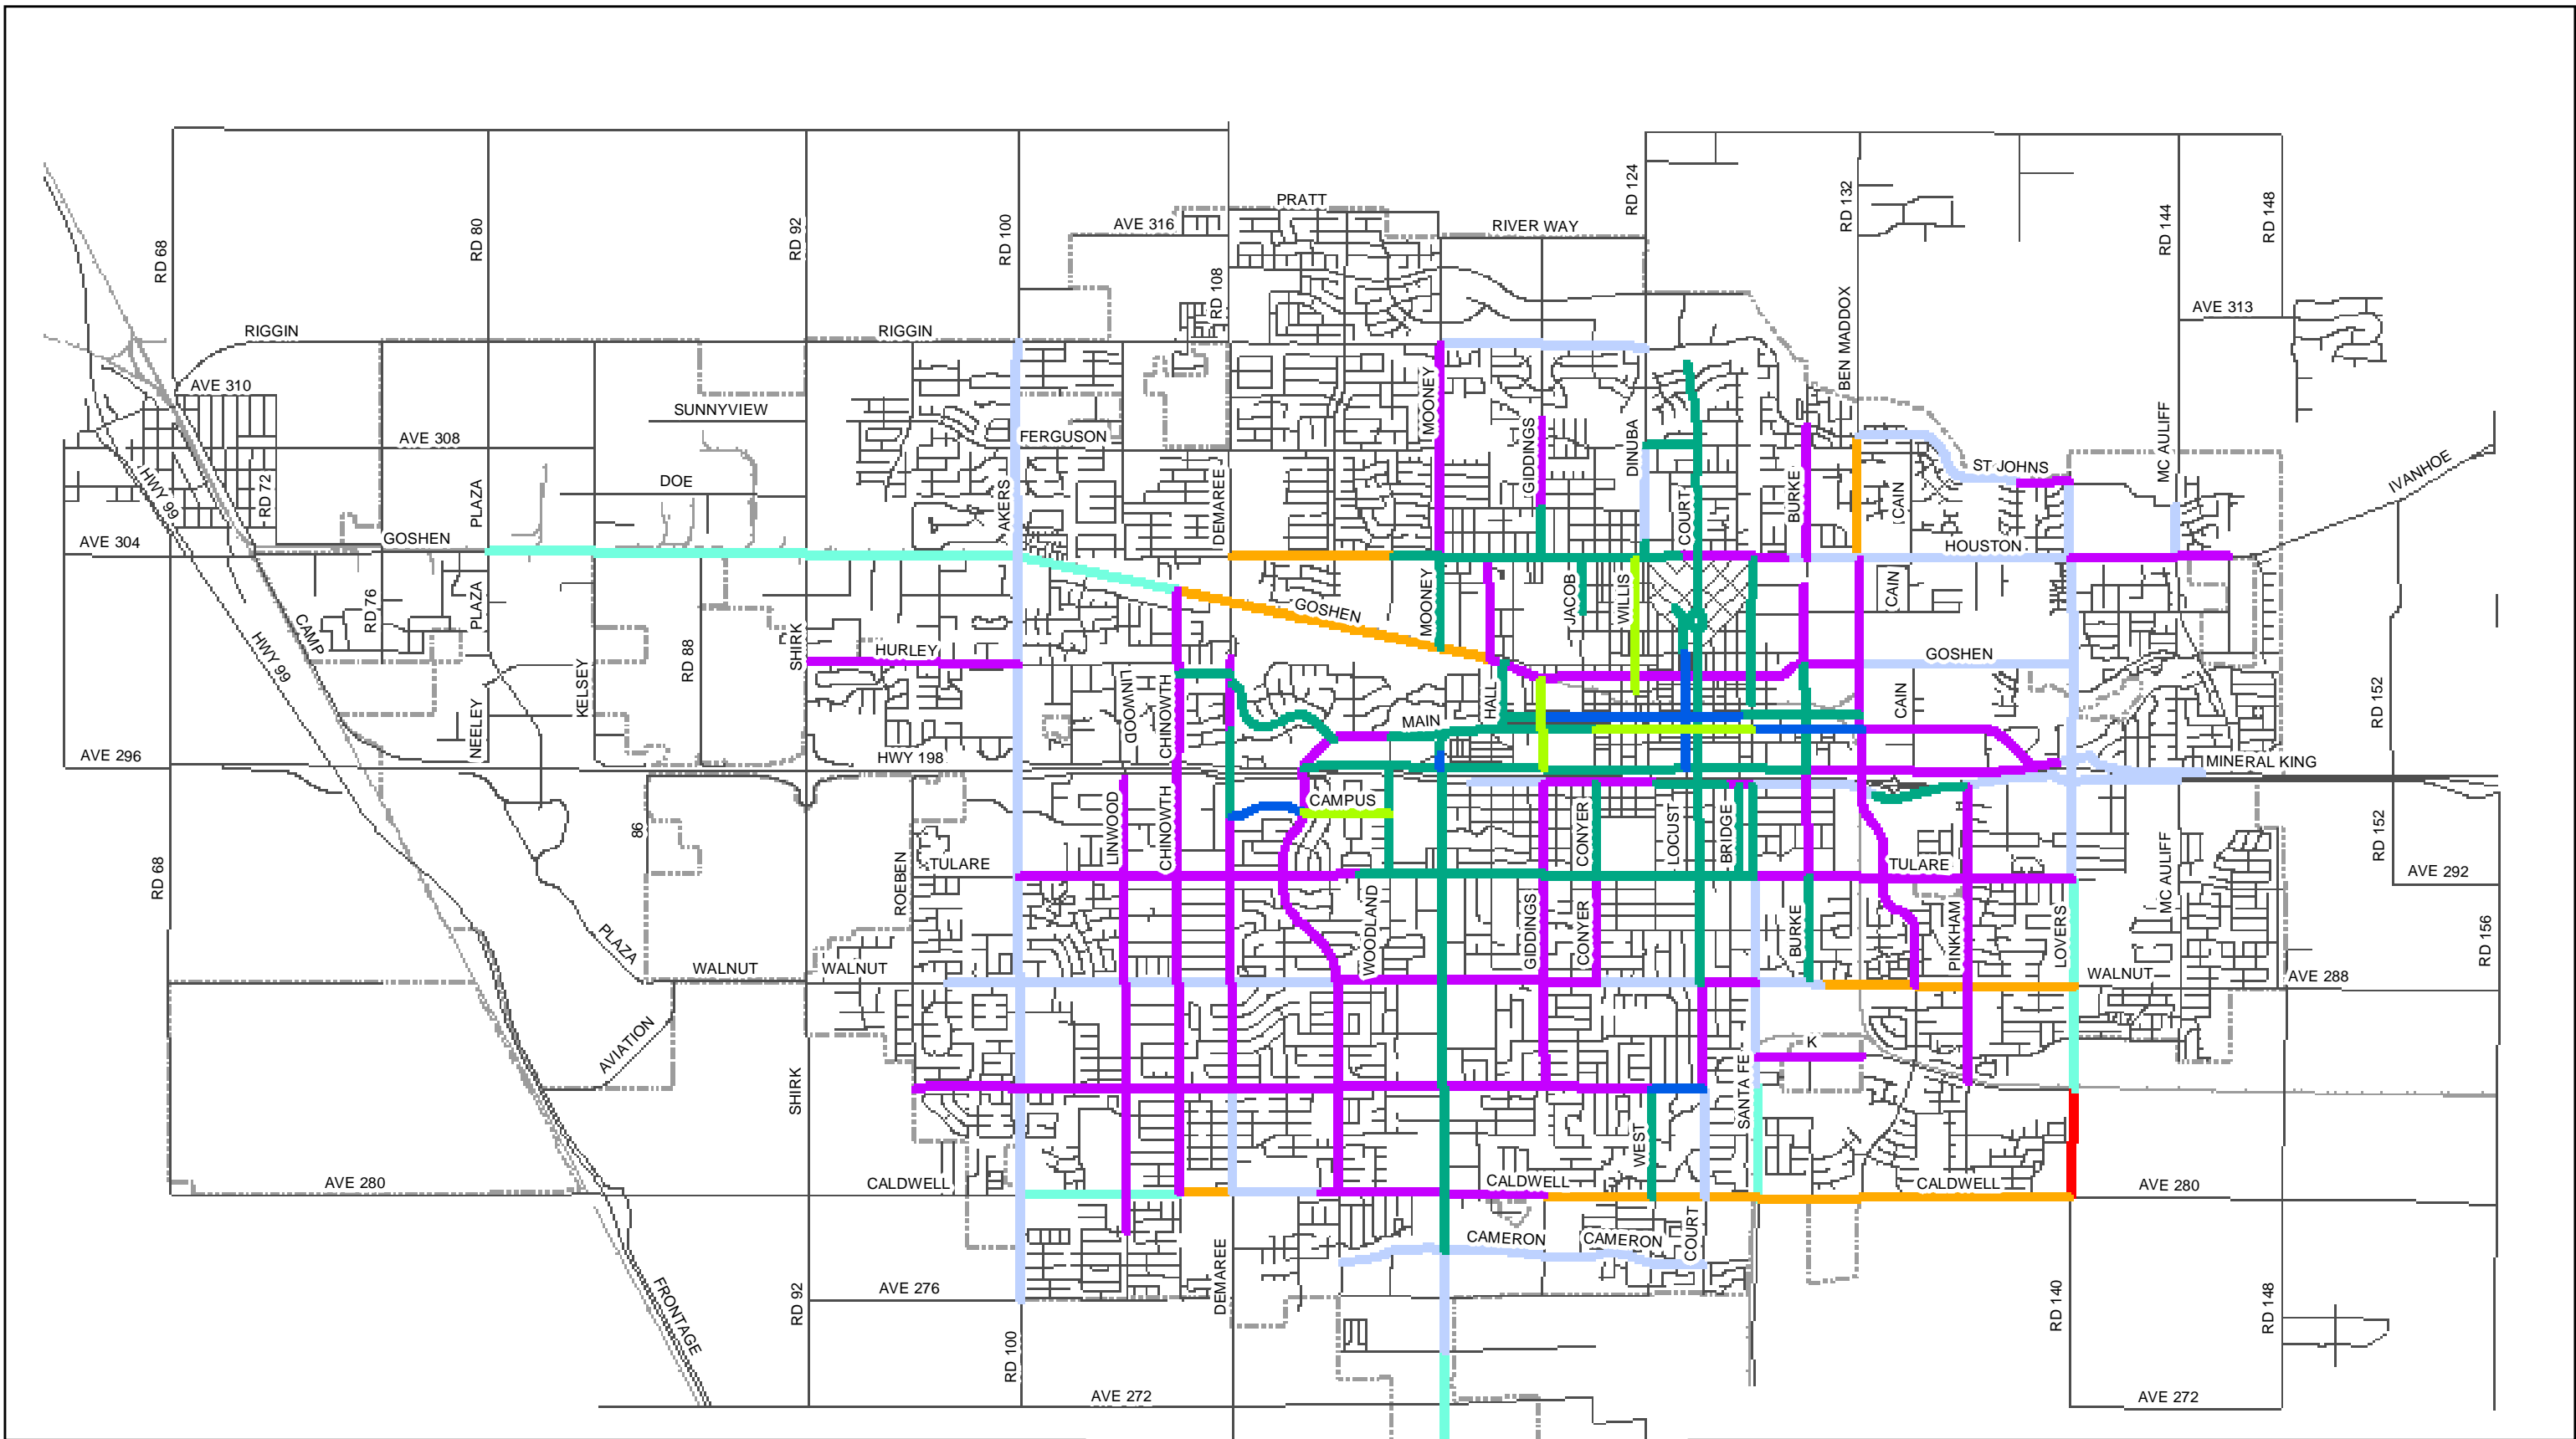 PRATT
AVE 316
RIVER WAY
RD 124
RD 132
RD 144
RD 148
RD 68
RD 80
RD 92
RD 100
RD 108
AVE 313
RIGGIN
RIGGIN
BEN MADDOX
AVE 310
SUNNYVIEW
MOONEY
GIDDINGS
DINUBA
MC AULIFF
AVE 308
FERGUSON
ST JOHNS
IVANHOE
HWY 99
RD 72
PLAZA
DOE
AKERS
DEMAREE
COURT
BURKE
CAIN
AVE 304
GOSHEN
HOUSTON
RD 76
PLAZA
CAMP
HWY 99
SHIRK
GOSHEN
MOONEY
JACOB
WILLIS
CAIN
HURLEY
GOSHEN
RD 88
KELSEY
NEELEY
LINWOOD
CHINOWTH
HALL
MAIN
CAIN
RD 152
AVE 296
HWY 198
MINERAL KING
CAMPUS
LINWOOD
CHINOWTH
CONYER
LOCUST
BRIDGE
86
RD 152
MC AULIFF
TULARE
TULARE
AVE 292
RD 68
ROEBEN
WOODLAND
GIDDINGS
CONYER
BURKE
PINKHAM
LOVERS
RD 156
PLAZA
WALNUT
WALNUT
WALNUT
AVE 288
AVIATION
K
SHIRK
SANTA FE
WEST
AVE 280
CALDWELL
CALDWELL
CALDWELL
AVE 280
CAMERON
CAMERON
COURT
DEMAREE
AVE 276
RD 92
RD 100
FRONTAGE
RD 140
RD 148
AVE 272
AVE 272